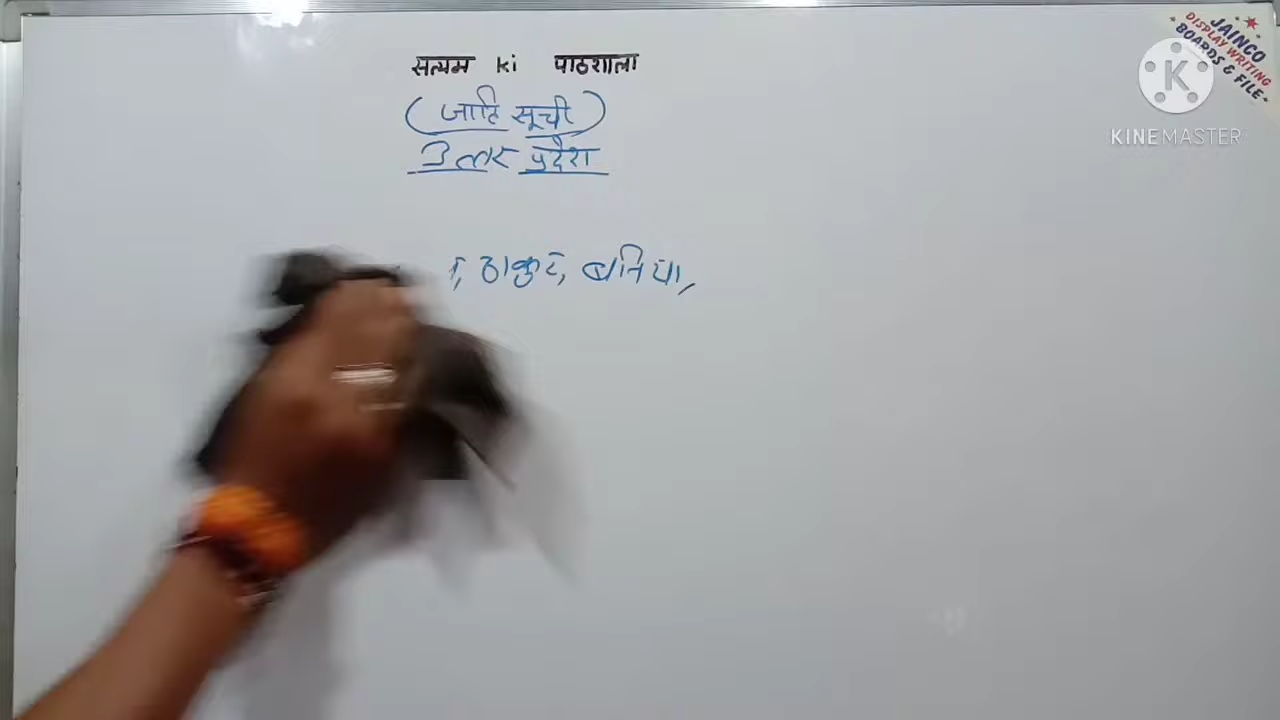 सत्यम ki पाठशाला
(जाति सूची)
उत्तर प्रदेश
, ठाकुर, बनिया,
JAINCO
DISPLAY WRITING
BOARDS & FILE
KINEMASTER